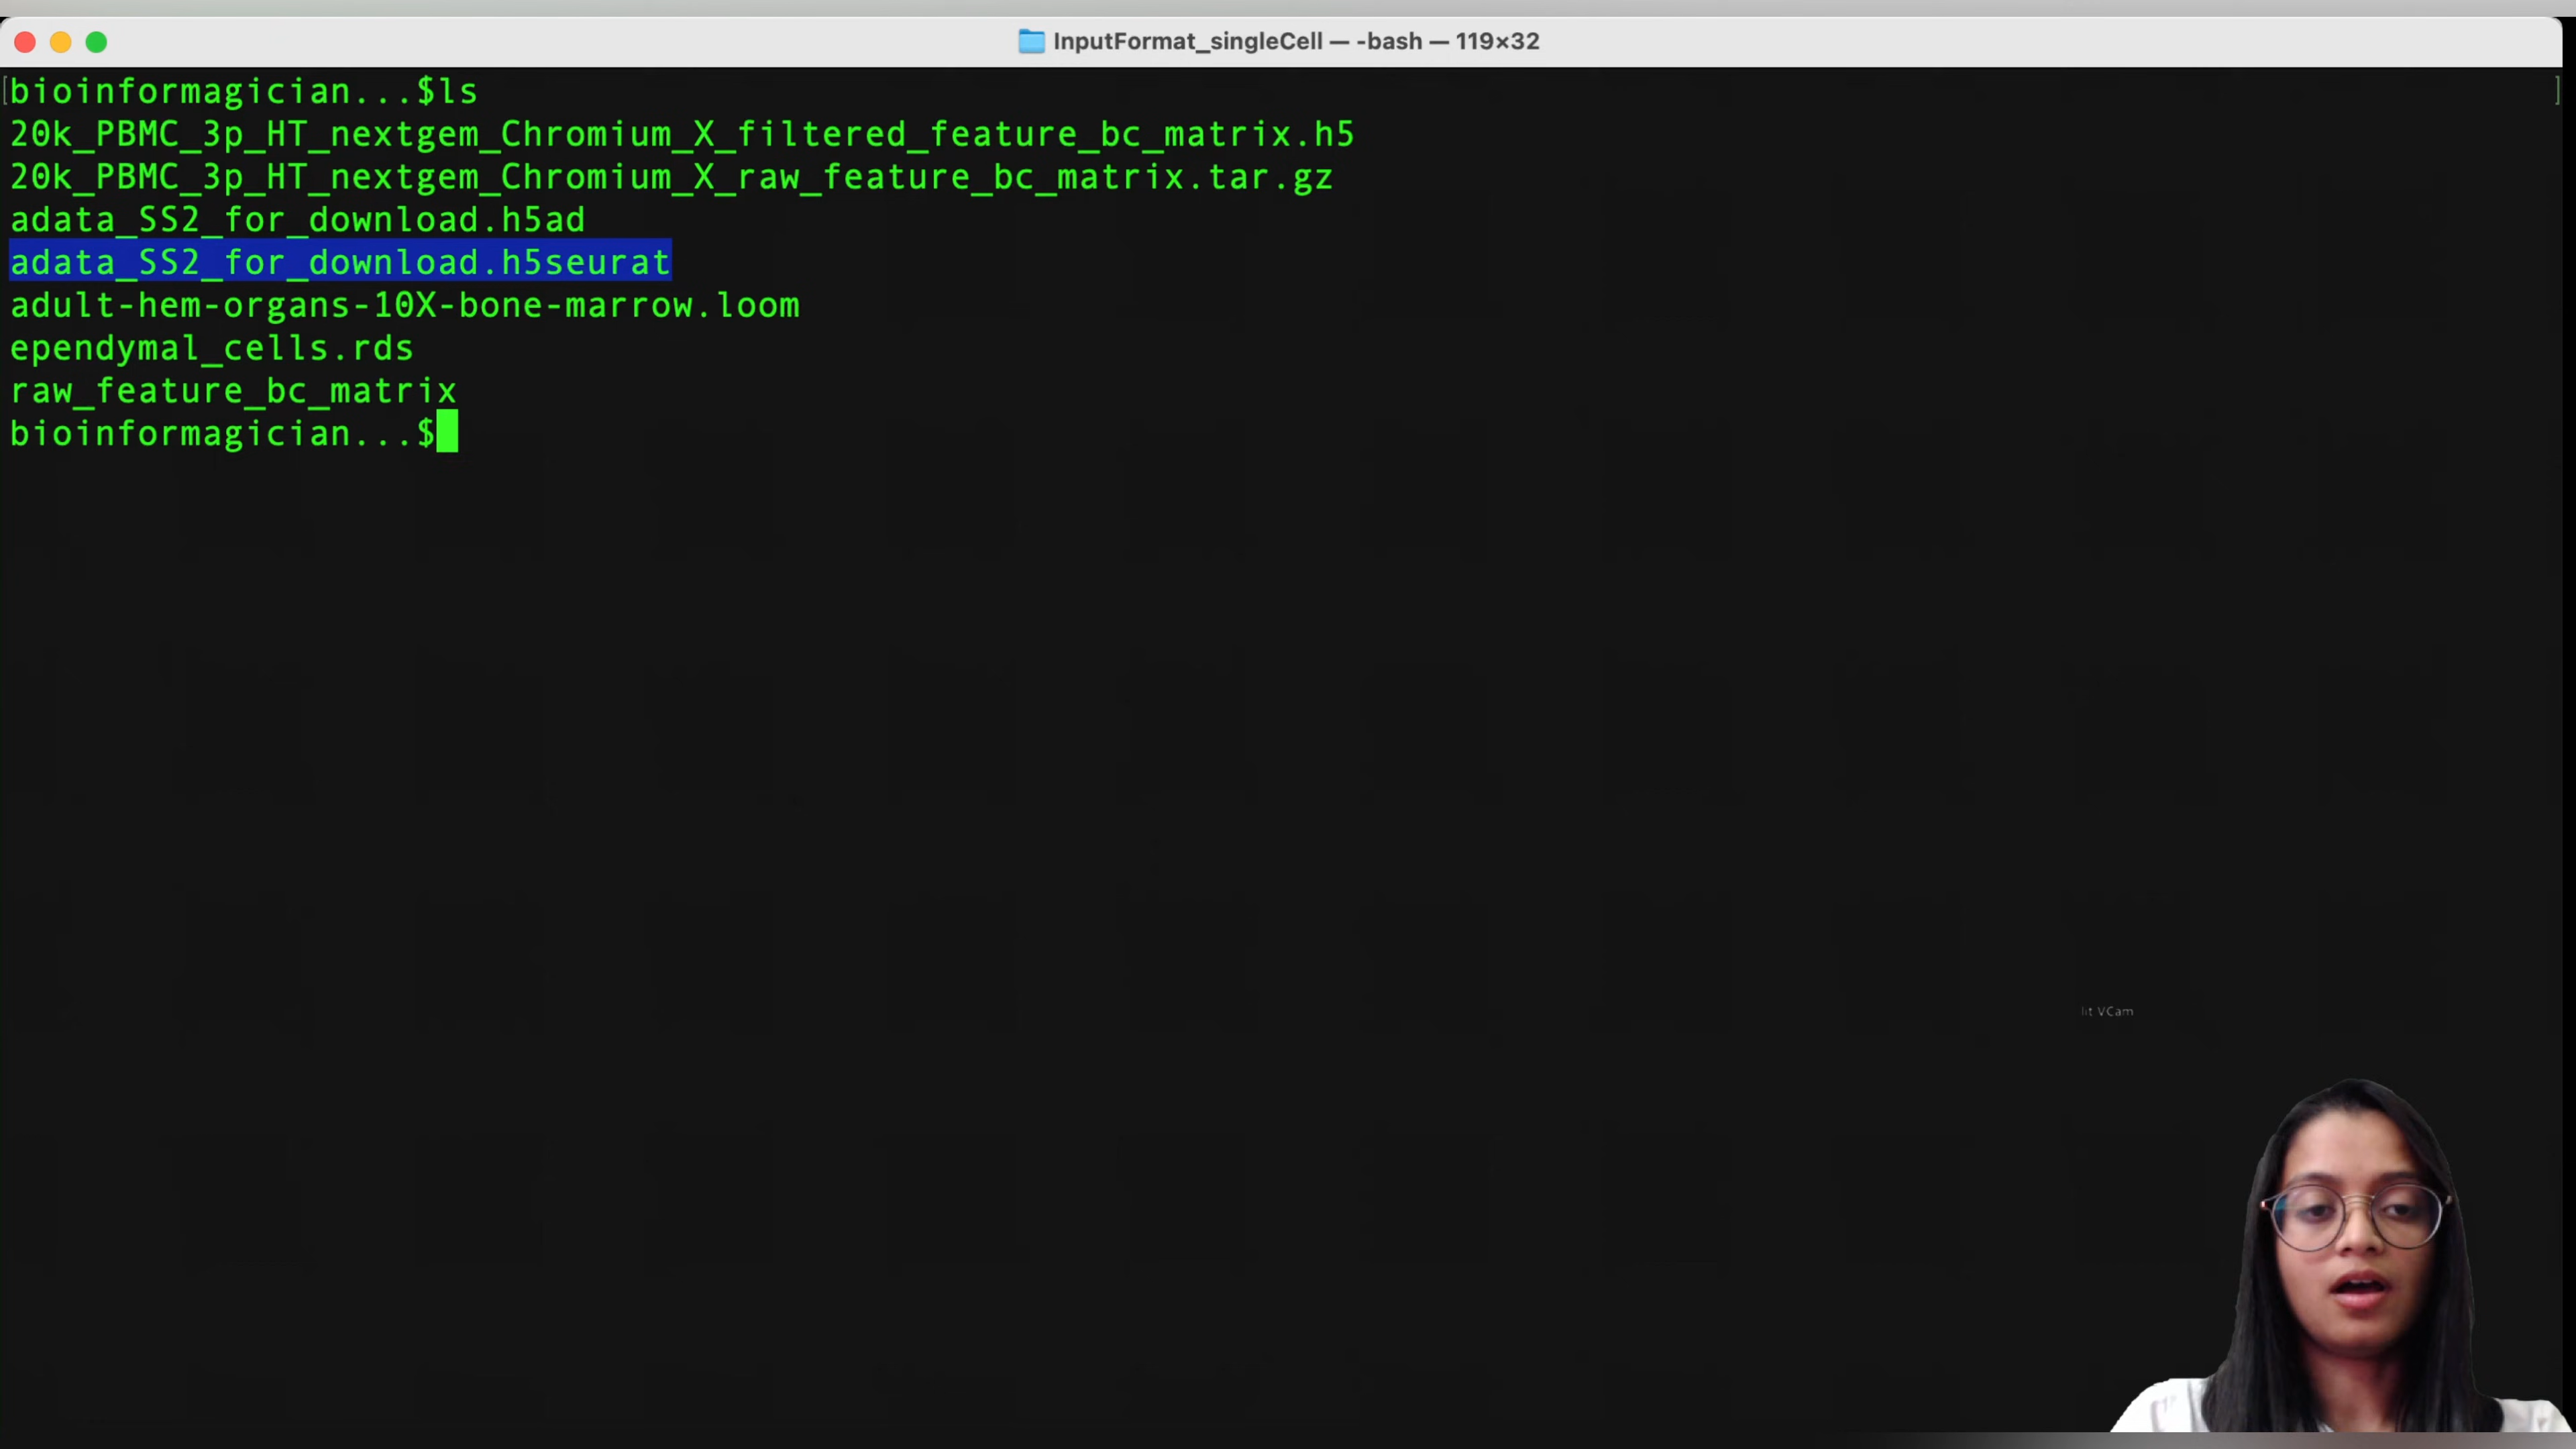 InputFormat_singleCell — -bash — 119×32
[bioinformagician...$ls ]
20k_PBMC_3p_HT_nextgem_Chromium_X_filtered_feature_bc_matrix.h5
20k_PBMC_3p_HT_nextgem_Chromium_X_raw_feature_bc_matrix.tar.gz
adata_SS2_for_download.h5ad
adata_SS2_for_download.h5seurat
adult-hem-organs-10X-bone-marrow.loom
ependymal_cells.rds
raw_feature_bc_matrix
bioinformagician...$
VCam